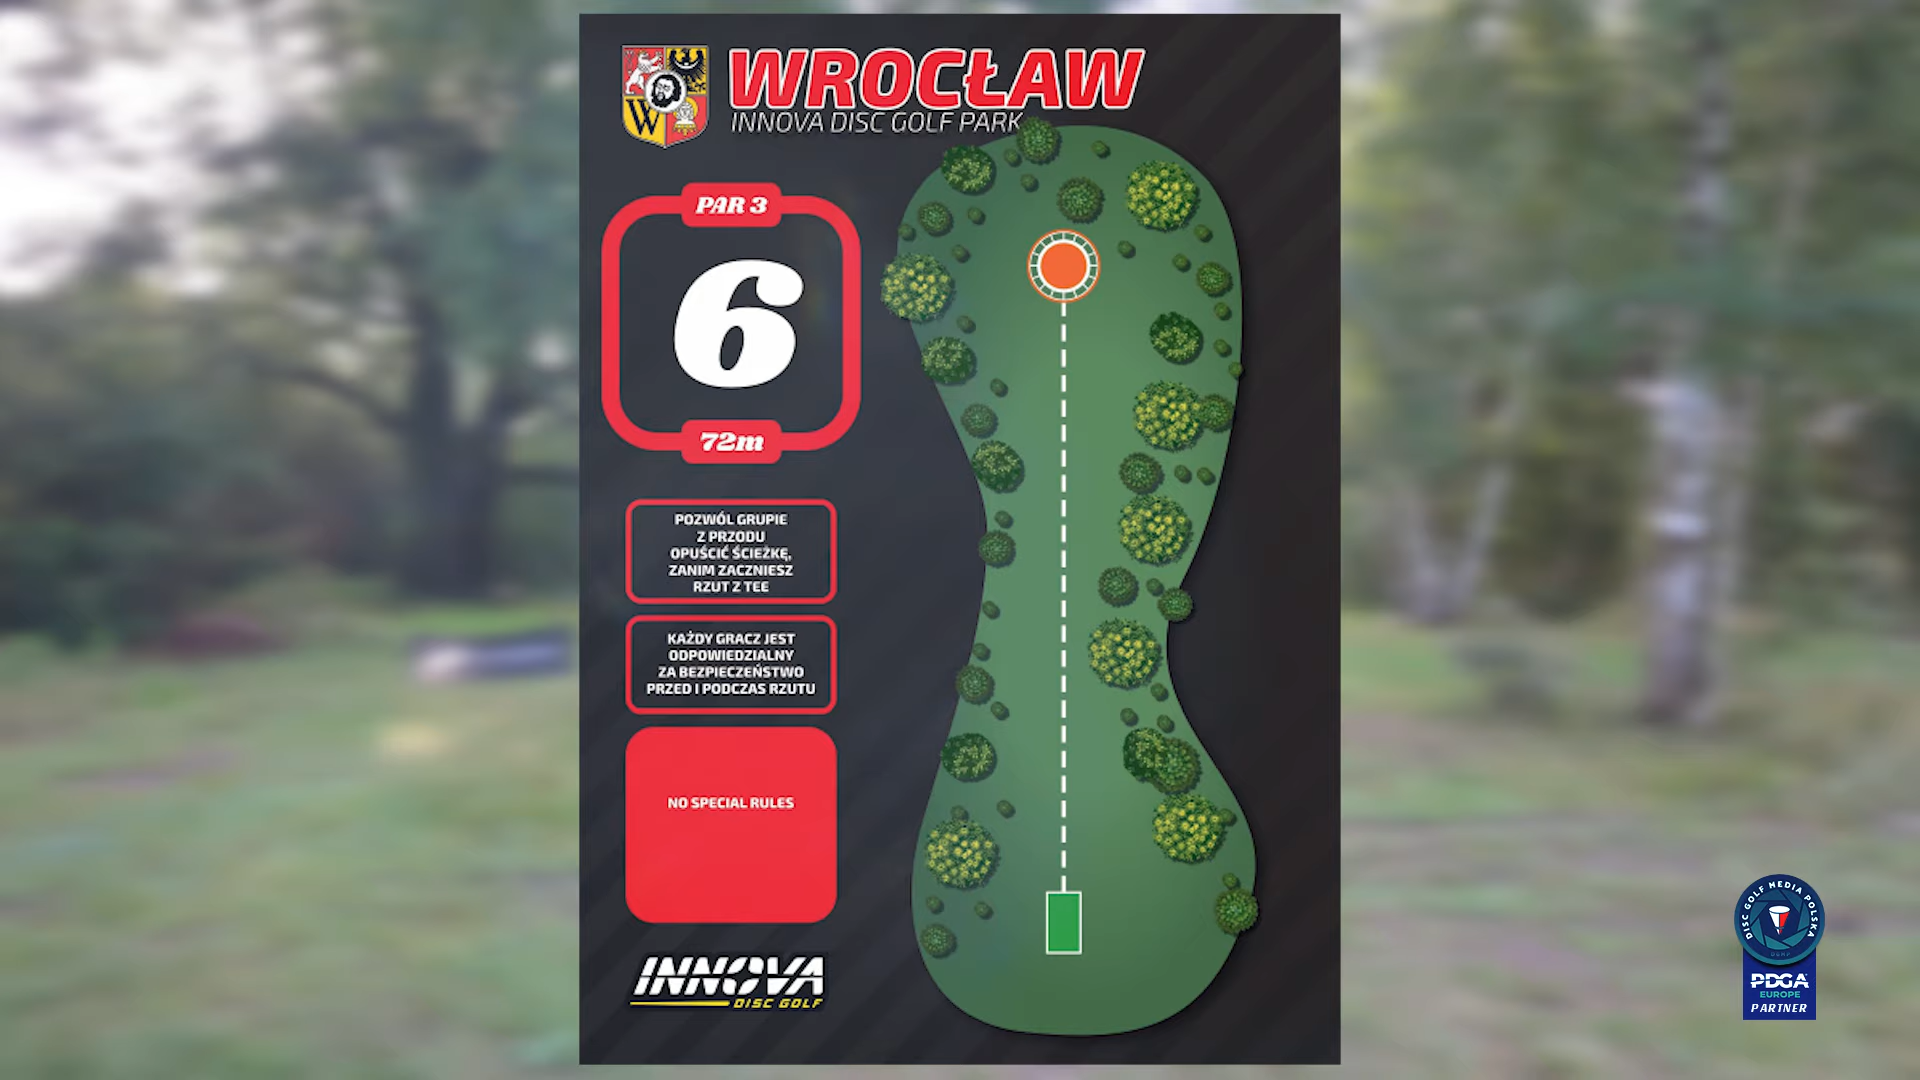 WROCŁAW
INNOVA DISC GOLF PARK
PAR 3
6
72m
POZWÓL GRUPIE
Z PRZODU
OPUŚCIĆ ŚCIEŻKĘ,
ZANIM ZACZNIESZ
RZUT Z TEE
KAŻDY GRACZ JEST
ODPOWIEDZIALNY
ZA BEZPIECZEŃSTWO
PRZED I PODCZAS RZUTU
NO SPECIAL RULES
INNOVA
DISC GOLF
W
DISC GOLF MEDIA POLSKA
PDGA
EUROPE
PARTNER